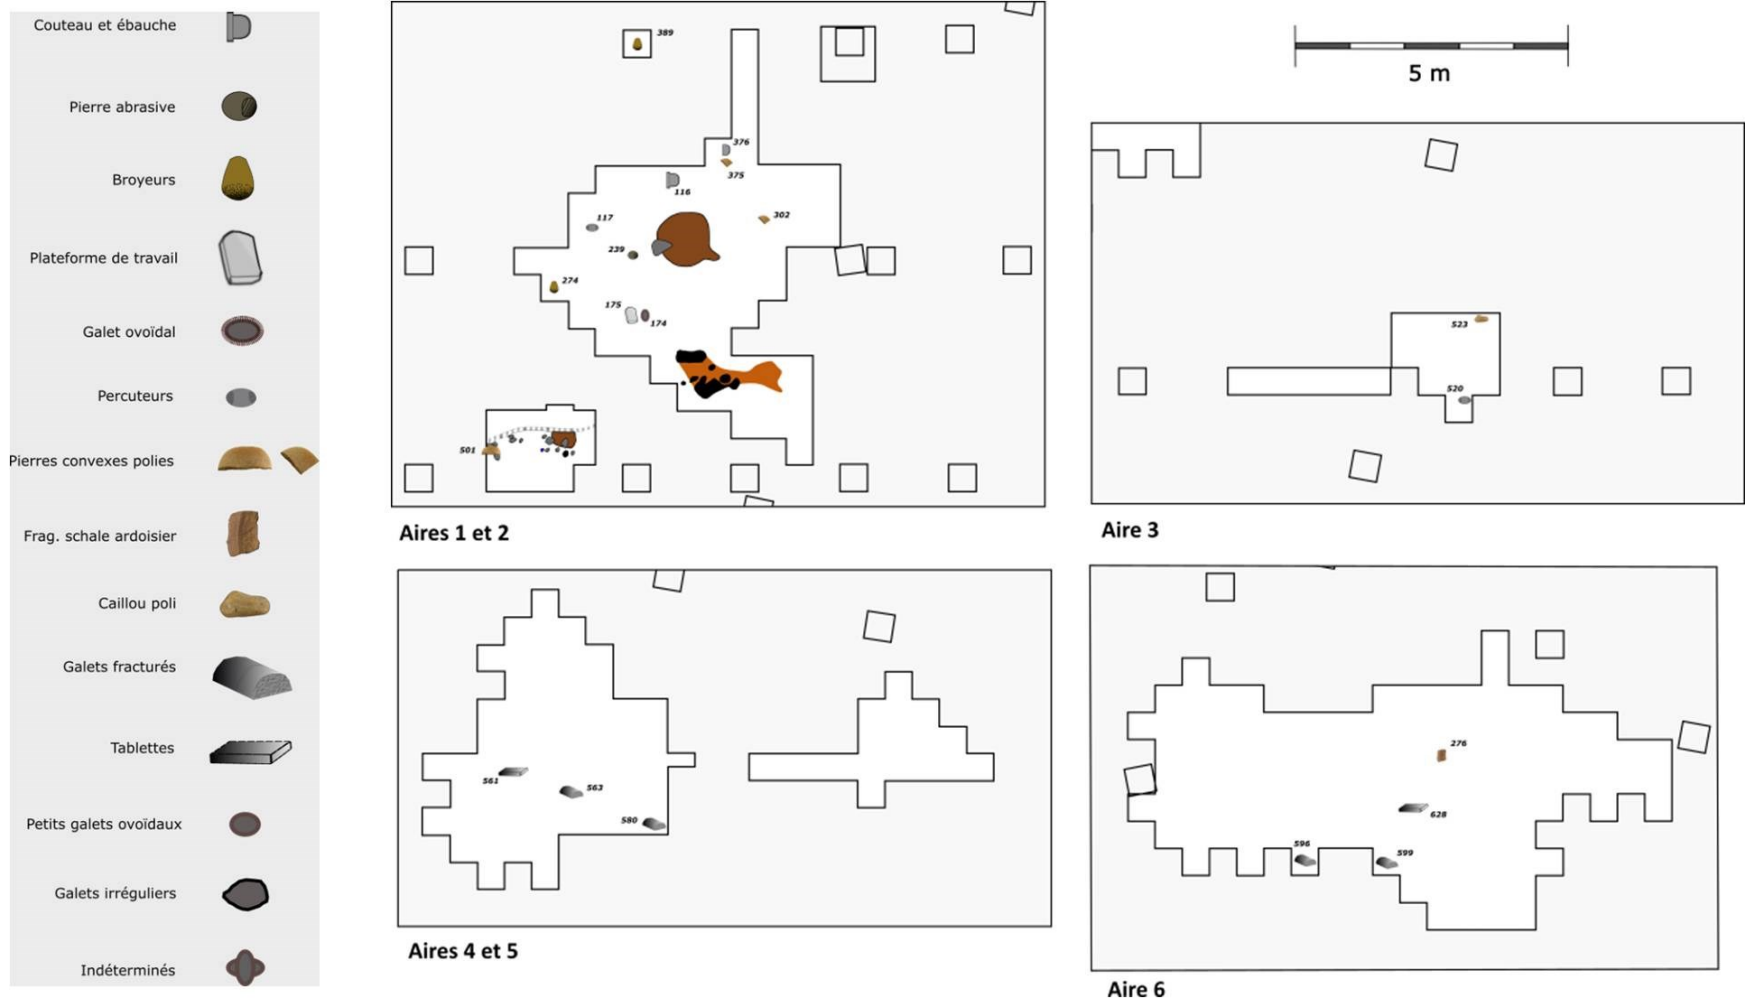 Couteau et ébauche
Pierre abrasive
Broyeurs
Plateforme de travail
Galet ovoïdal
Percuteurs
Pierres convexes polies
Frag. schale ardoisier
Caillou poli
Galets fracturés
Tablettes
Petits galets ovoïdaux
Galets irréguliers
Indéterminés
389
376
375
116
117
302
239
274
175
174
501
Aires 1 et 2
5 m
523
520
Aire 3
561
563
580
Aires 4 et 5
276
628
596
599
Aire 6